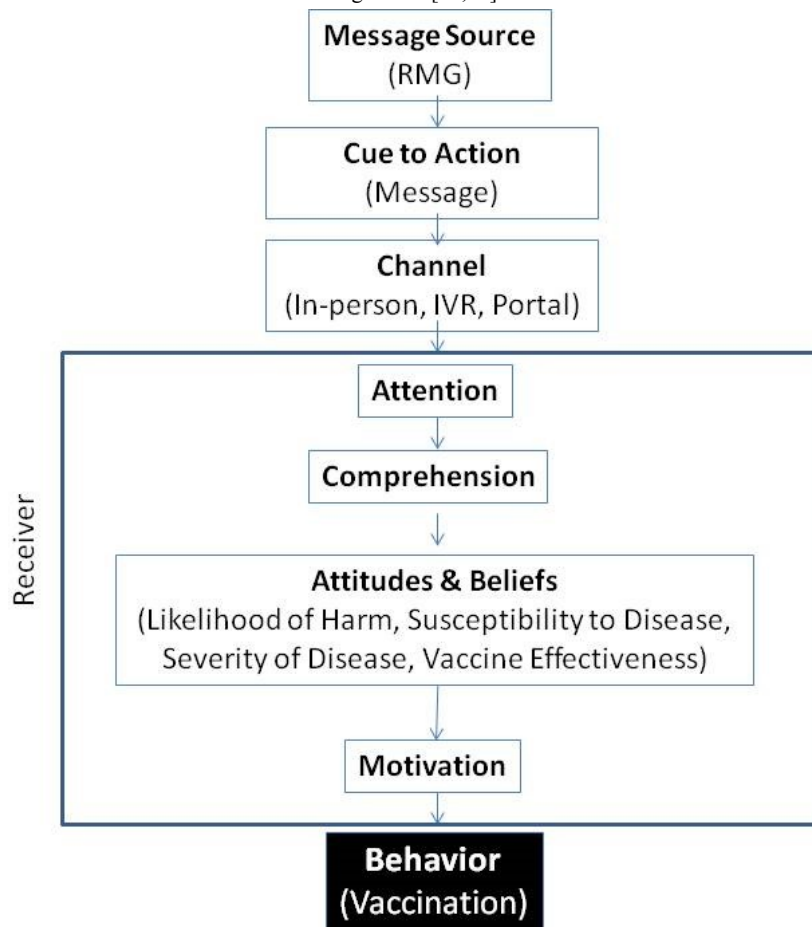 Message Source
(RMG)
Cue to Action
(Message)
Channel
(In-person, IVR, Portal)
Attention
Comprehension
Receiver
Attitudes & Beliefs
(Likelihood of Harm, Susceptibility to Disease,
Severity of Disease, Vaccine Effectiveness)
Motivation
Behavior
(Vaccination)